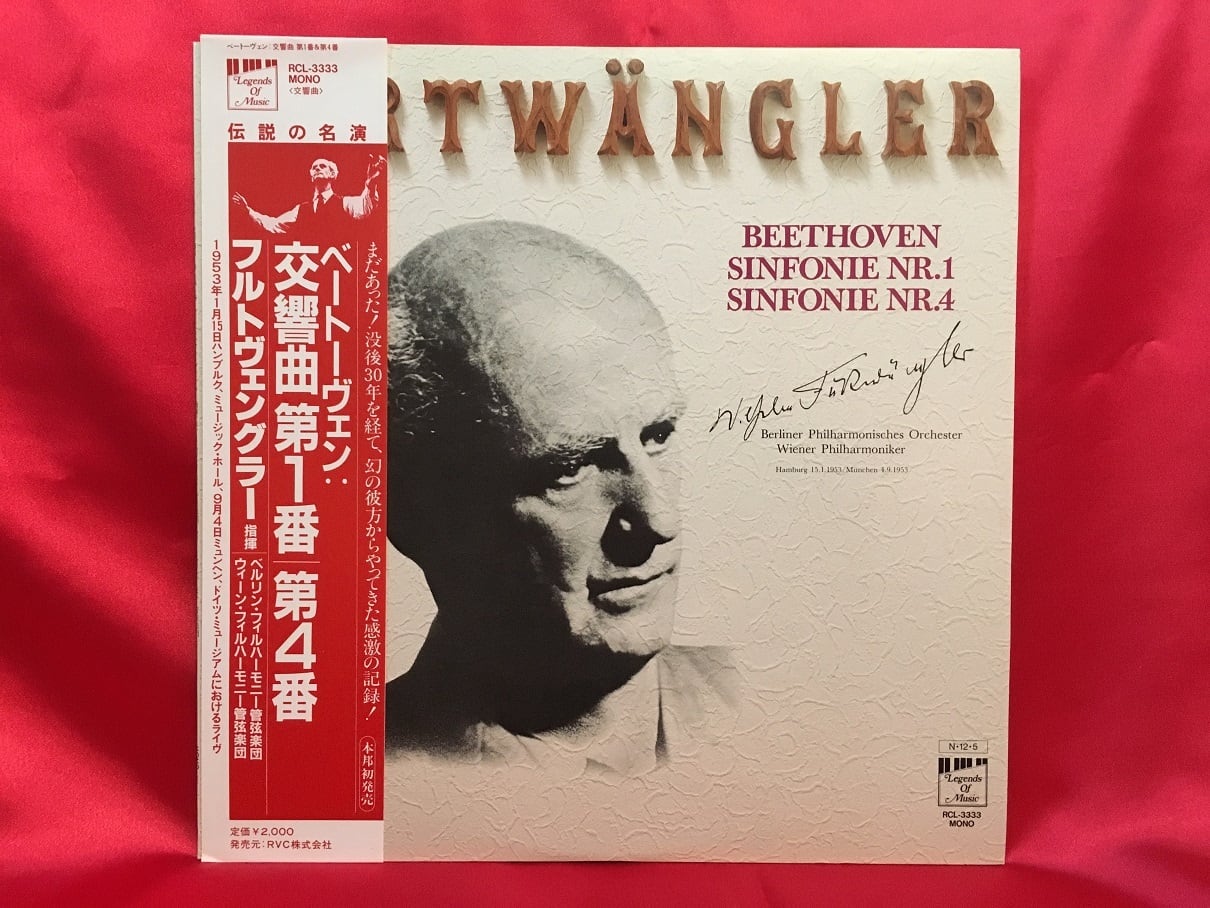 ベートーヴェン:交響曲 第1番&第4番
Legends
Of
Music
RCL-3333
MONO
〈交響曲〉
伝説の名演
まだあった!没後30年を経て、幻の彼方からやってきた感激の記録!
本邦初発売
ベートーヴェン:
交響曲 第1番 第4番
フルトヴェングラー 指揮
ベルリン・フィルハーモニー管弦楽団
ウィーン・フィルハーモニー管弦楽団
1953年1月15日ハンブルク、ミュージック・ホール、9月4日ミュンヘン、ドイツ・ミュージアムにおけるライヴ
定価¥2,000
発売元:RVC株式会社
RTWÄNGLER
BEETHOVEN
SINFONIE NR.1
SINFONIE NR.4
Wilhelm Furtwängler
Berliner Philharmonisches Orchester
Wiener Philharmoniker
Hamburg 15.1.1953/München 4.9.1953
N・12・5
Legends
Of
Music
RCL-3333
MONO